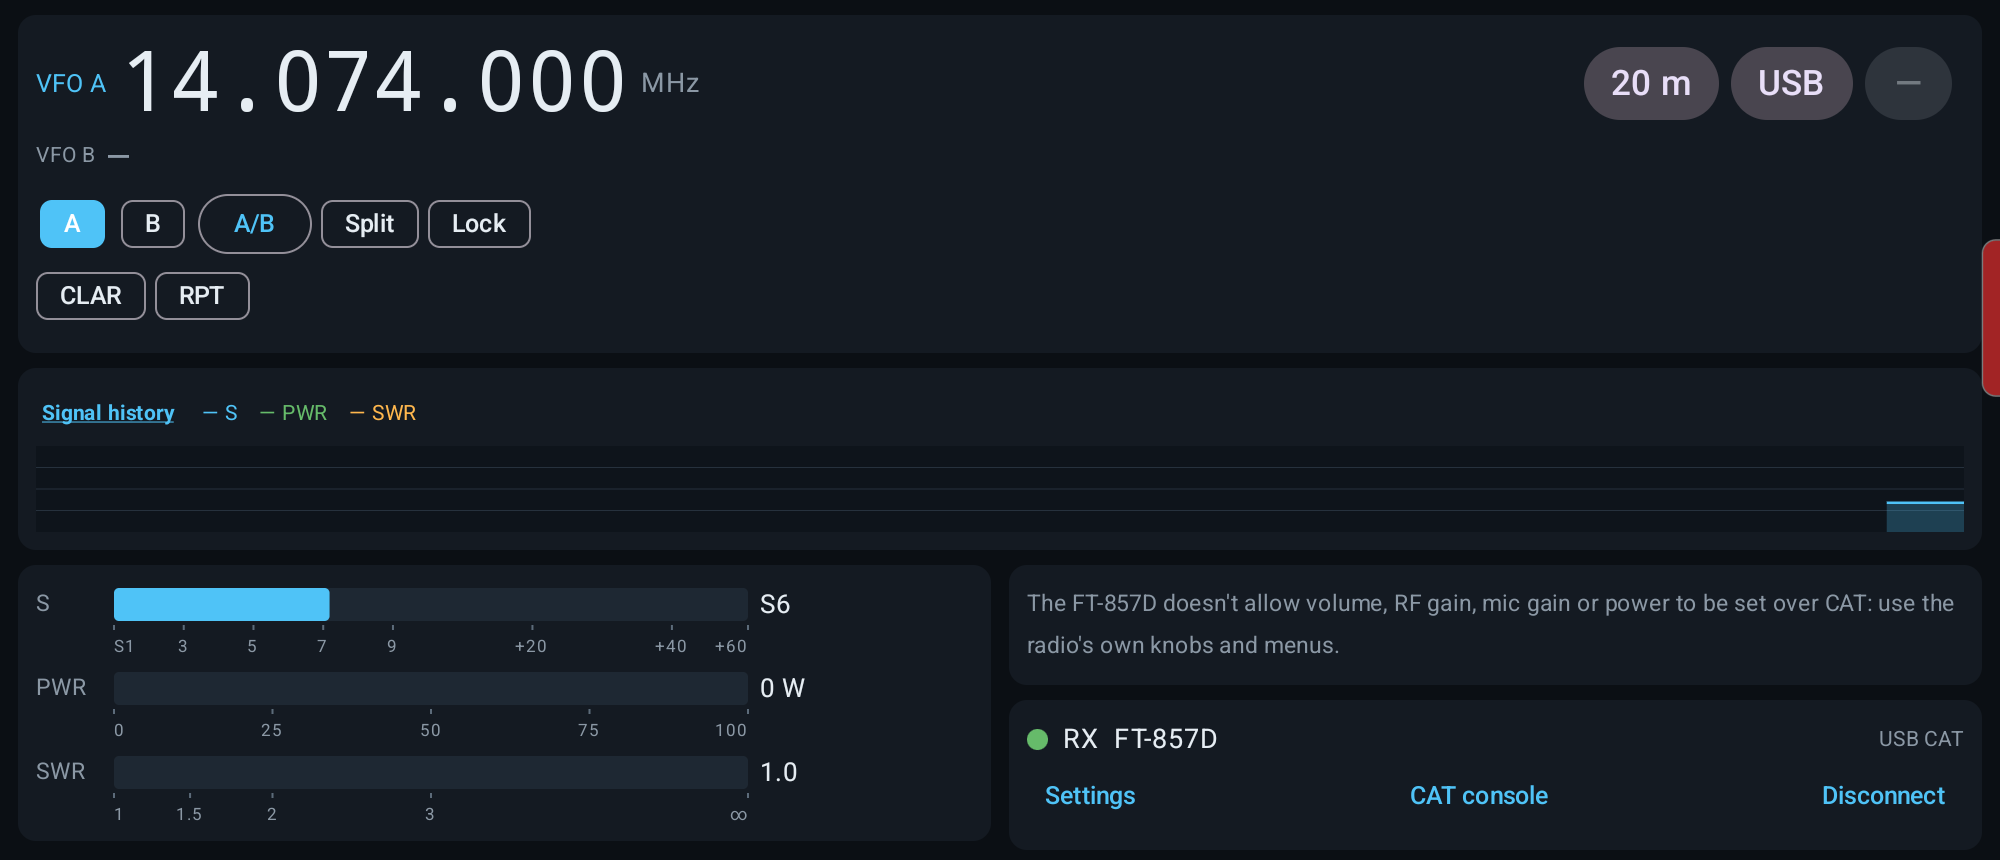 VFO A 14.074.000 MHz 20 m USB —
VFO B —
A B A/B Split Lock
CLAR RPT
Signal history — S — PWR — SWR
S S6
S1 3 5 7 9 +20 +40 +60
PWR 0 W
0 25 50 75 100
SWR 1.0
1 1.5 2 3 ∞
The FT-857D doesn't allow volume, RF gain, mic gain or power to be set over CAT: use the
radio's own knobs and menus.
RX FT-857D USB CAT
Settings CAT console Disconnect